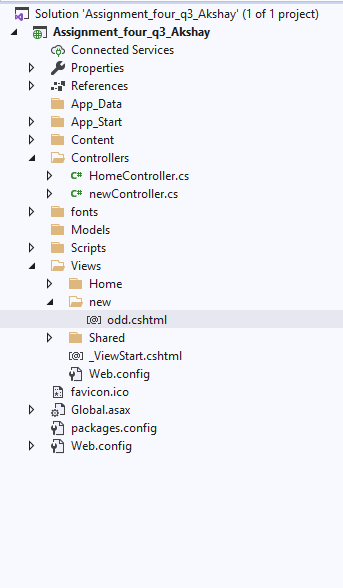 Solution 'Assignment_four_q3_Akshay' (1 of 1 project)
Assignment_four_q3_Akshay
Connected Services
Properties
References
App_Data
App_Start
Content
Controllers
C# HomeController.cs
C# newController.cs
fonts
Models
Scripts
Views
Home
new
[@] odd.cshtml
Shared
[@] _ViewStart.cshtml
Web.config
favicon.ico
Global.asax
packages.config
Web.config